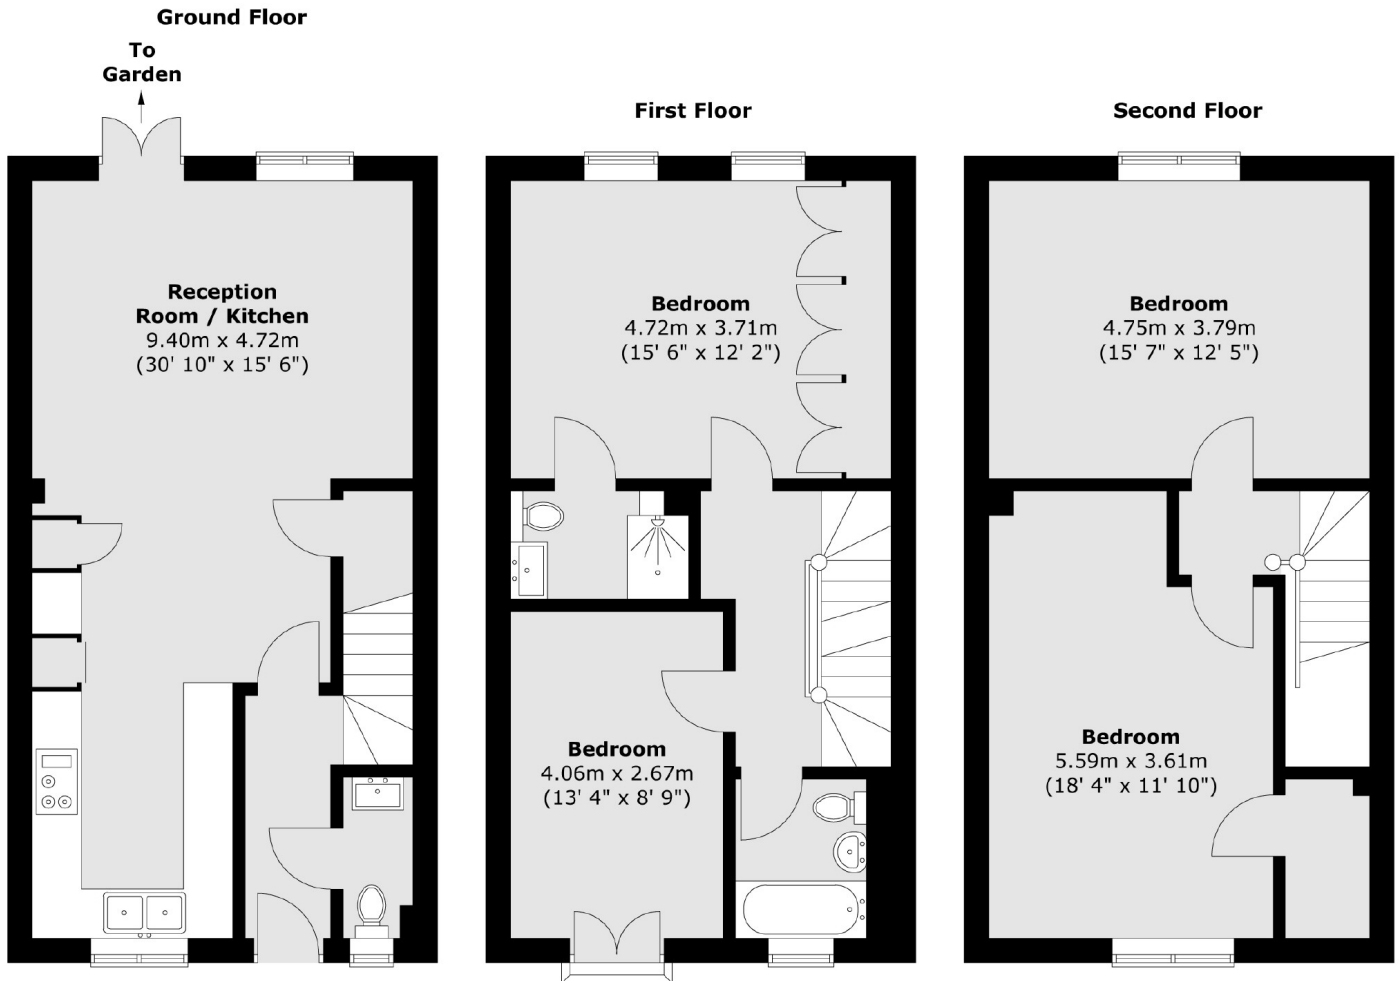 Ground Floor
To
Garden
Reception
Room / Kitchen
9.40m x 4.72m
(30' 10" x 15' 6")
First Floor
Bedroom
4.72m x 3.71m
(15' 6" x 12' 2")
Bedroom
4.06m x 2.67m
(13' 4" x 8' 9")
Second Floor
Bedroom
4.75m x 3.79m
(15' 7" x 12' 5")
Bedroom
5.59m x 3.61m
(18' 4" x 11' 10")